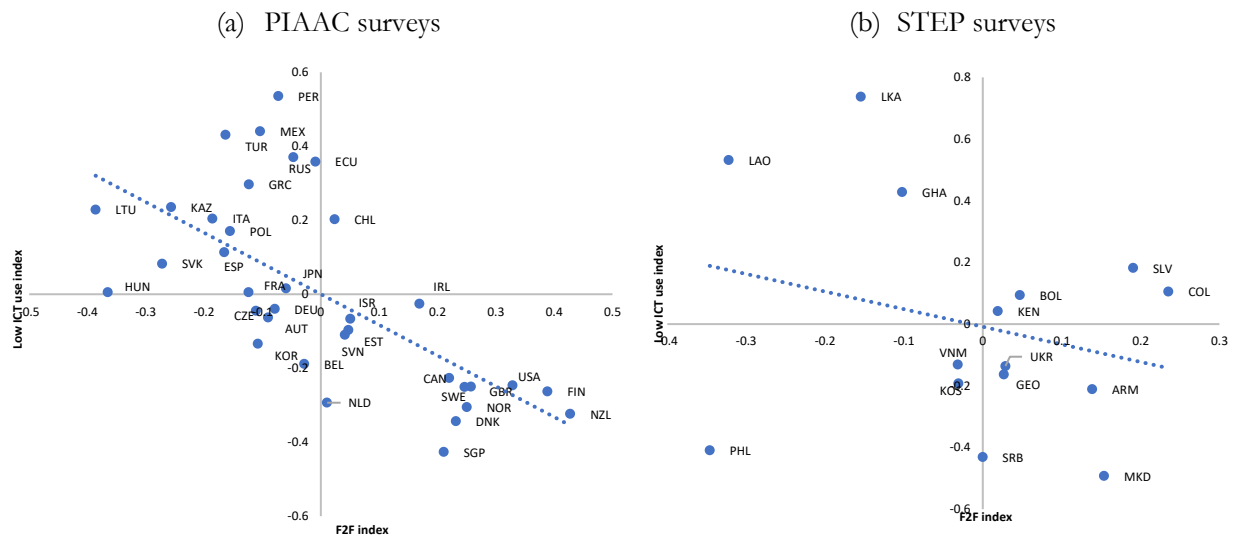 (a) PIAAC surveys
(b) STEP surveys
0.6
PER
MEX
0.4
TUR
RUS
ECU
GRC
LTU
KAZ
0.2
ITA
CHL
POL
SVK
ESP
JPN
HUN
FRA
IRL
0
-0.5
-0.4
-0.3
-0.2
-0.1
0
0.1
0.2
0.3
0.4
0.5
CZE
DEU
ISR
AUT
EST
SVN
KOR
-0.2
BEL
CAN
USA
SWE
GBR
FIN
NLD
NOR
NZL
DNK
-0.4
SGP
-0.6
Low ICT use index
F2F index
0.8
LKA
0.6
LAO
GHA
0.4
0.2
SLV
COL
BOL
KEN
0
-0.4
-0.3
-0.2
-0.1
0
0.1
0.2
0.3
VNM
UKR
KOS
-0.2
GEO
ARM
-0.4
PHL
SRB
MKD
-0.6
Low ICT use index
F2F index